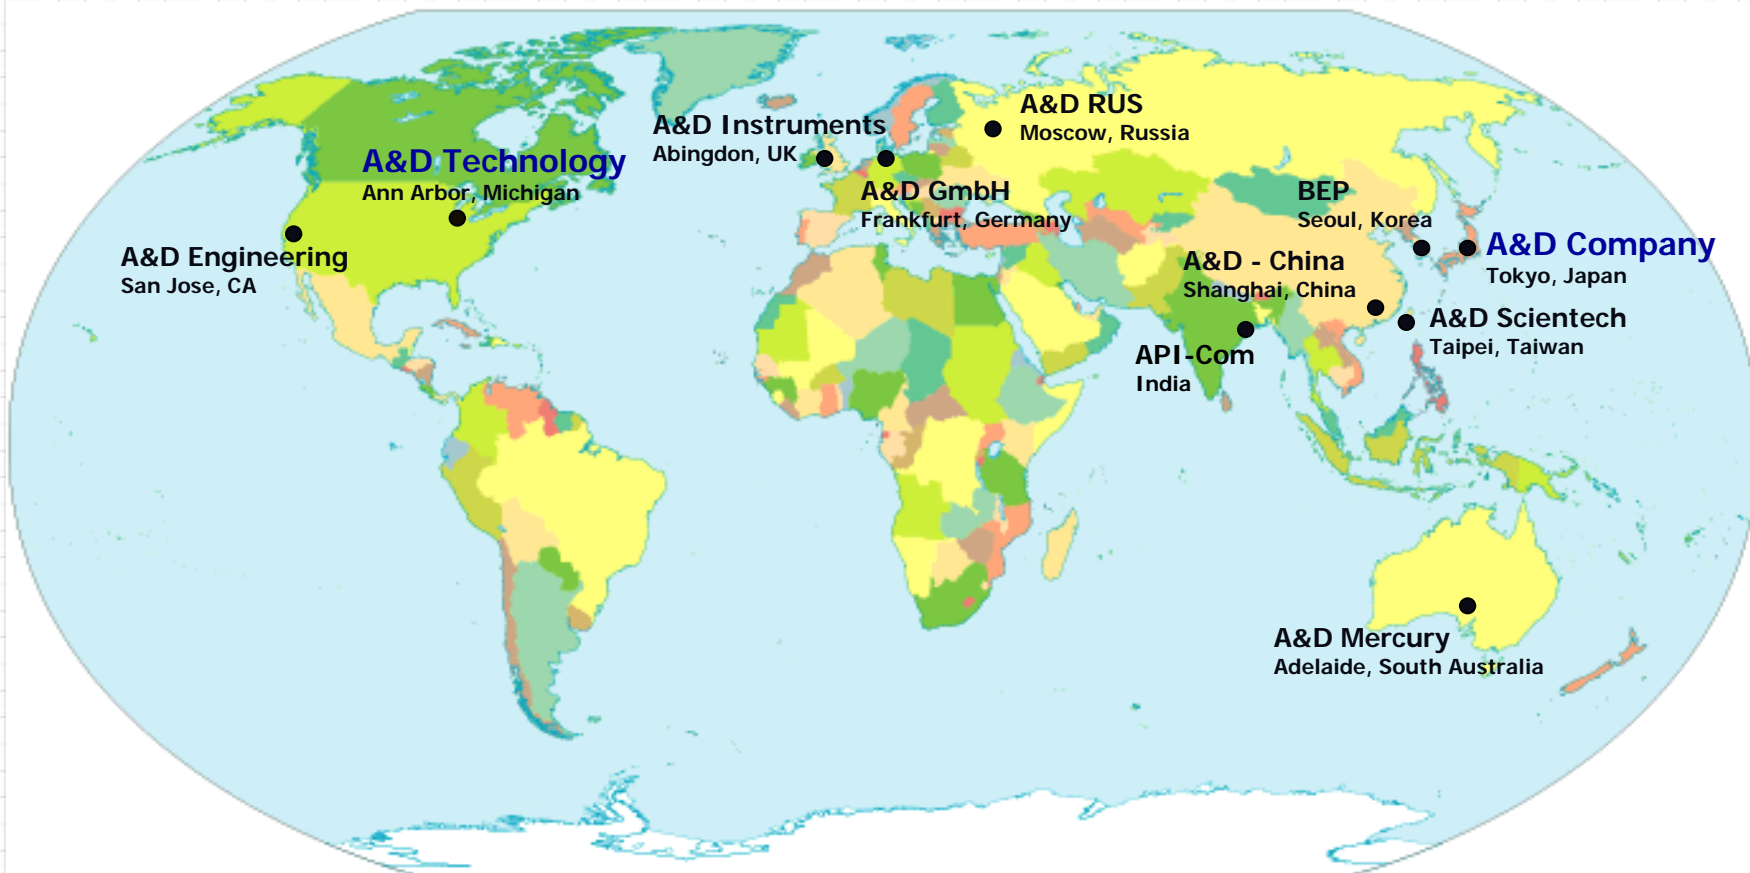 A&D RUS
Moscow, Russia
A&D Instruments
Abingdon, UK
A&D Technology
Ann Arbor, Michigan
A&D GmbH
Frankfurt, Germany
BEP
Seoul, Korea
A&D Company
Tokyo, Japan
A&D Engineering
San Jose, CA
A&D - China
Shanghai, China
A&D Scientech
Taipei, Taiwan
API-Com
India
A&D Mercury
Adelaide, South Australia